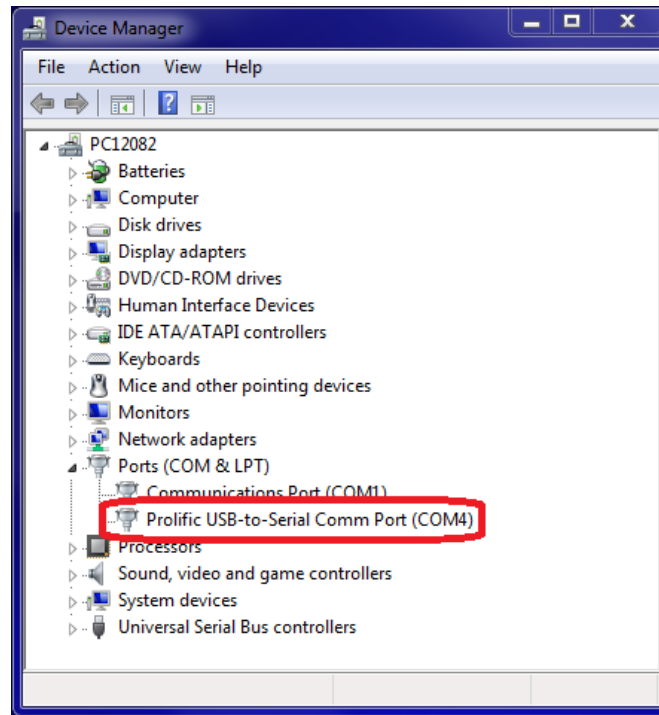 Device Manager
File Action View Help
PC12082
Batteries
Computer
Disk drives
Display adapters
DVD/CD-ROM drives
Human Interface Devices
IDE ATA/ATAPI controllers
Keyboards
Mice and other pointing devices
Monitors
Network adapters
Ports (COM & LPT)
Communications Port (COM1)
Prolific USB-to-Serial Comm Port (COM4)
Processors
Sound, video and game controllers
System devices
Universal Serial Bus controllers